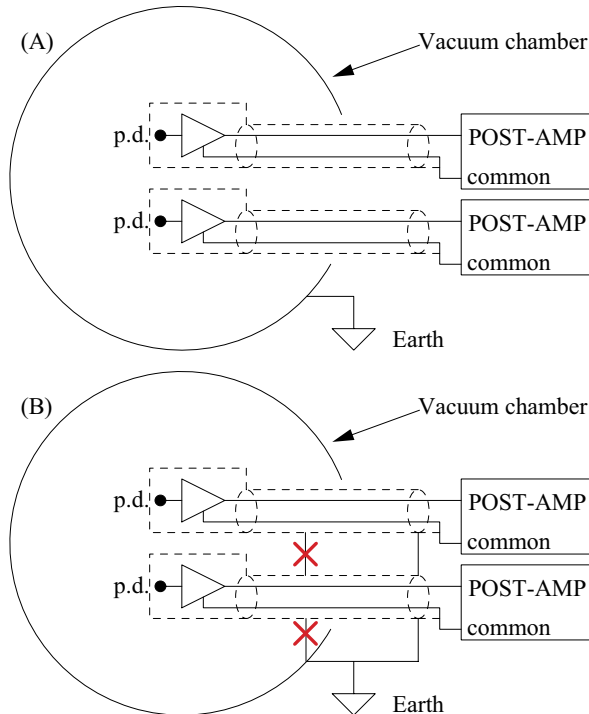 (A)
Vacuum chamber
p.d.
POST-AMP
common
p.d.
POST-AMP
common
Earth
(B)
Vacuum chamber
p.d.
POST-AMP
common
p.d.
POST-AMP
common
Earth